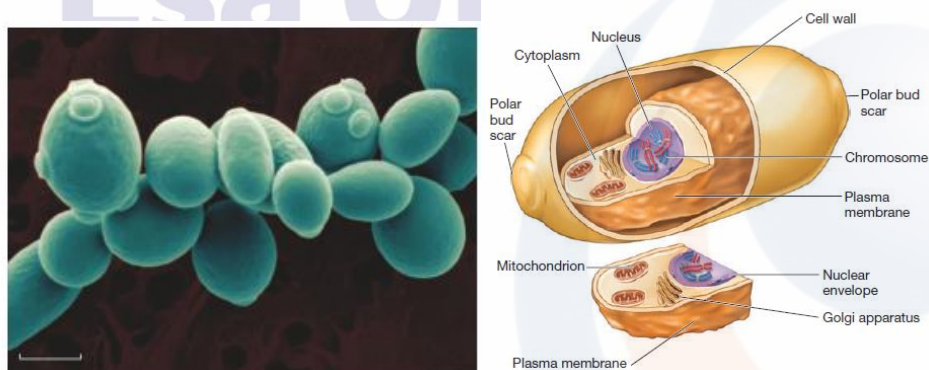 Esa U
Cell wall
Nucleus
Cytoplasm
Polar
bud
scar
Polar bud
scar
Chromosome
Plasma
membrane
Mitochondrion
Nuclear
envelope
Golgi apparatus
Plasma membrane